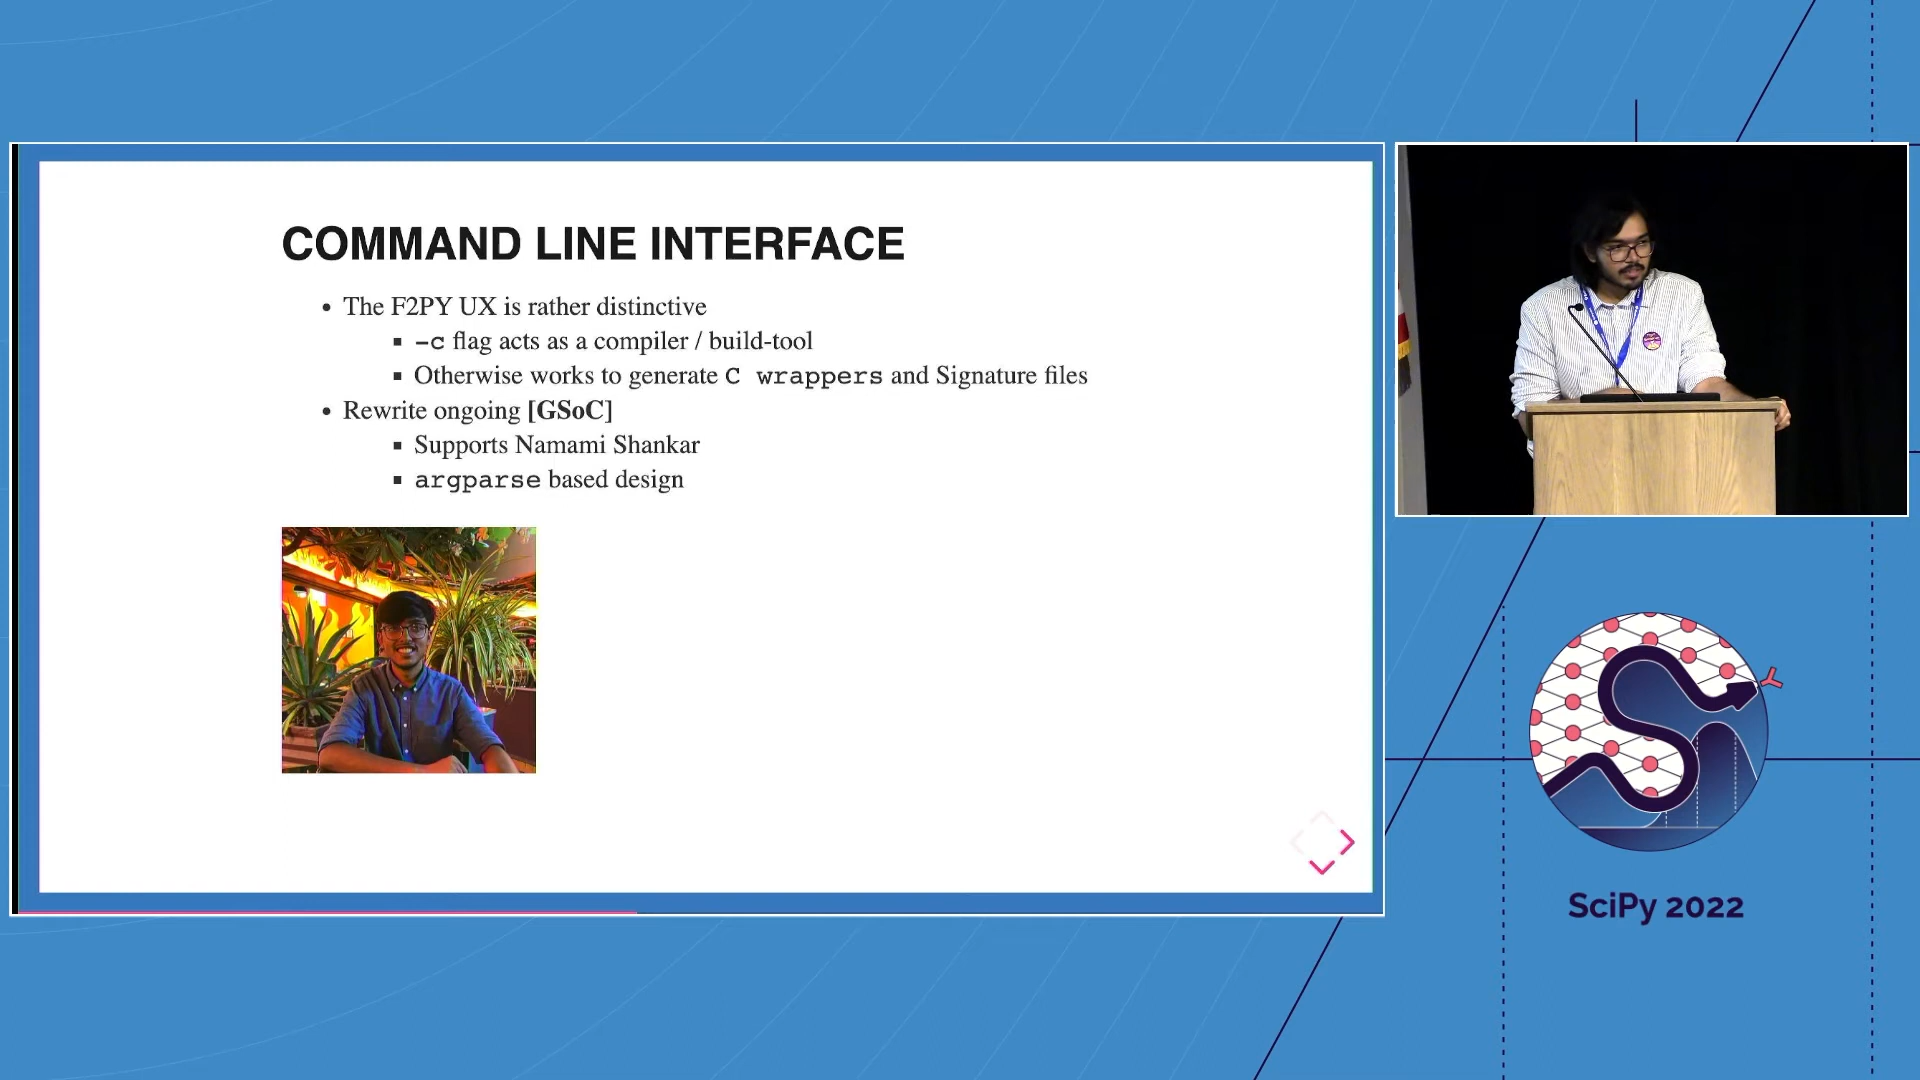 COMMAND LINE INTERFACE
• The F2PY UX is rather distinctive
▪ -c flag acts as a compiler / build-tool
▪ Otherwise works to generate C wrappers and Signature files
• Rewrite ongoing [GSoC]
▪ Supports Namami Shankar
▪ argparse based design
SciPy 2022